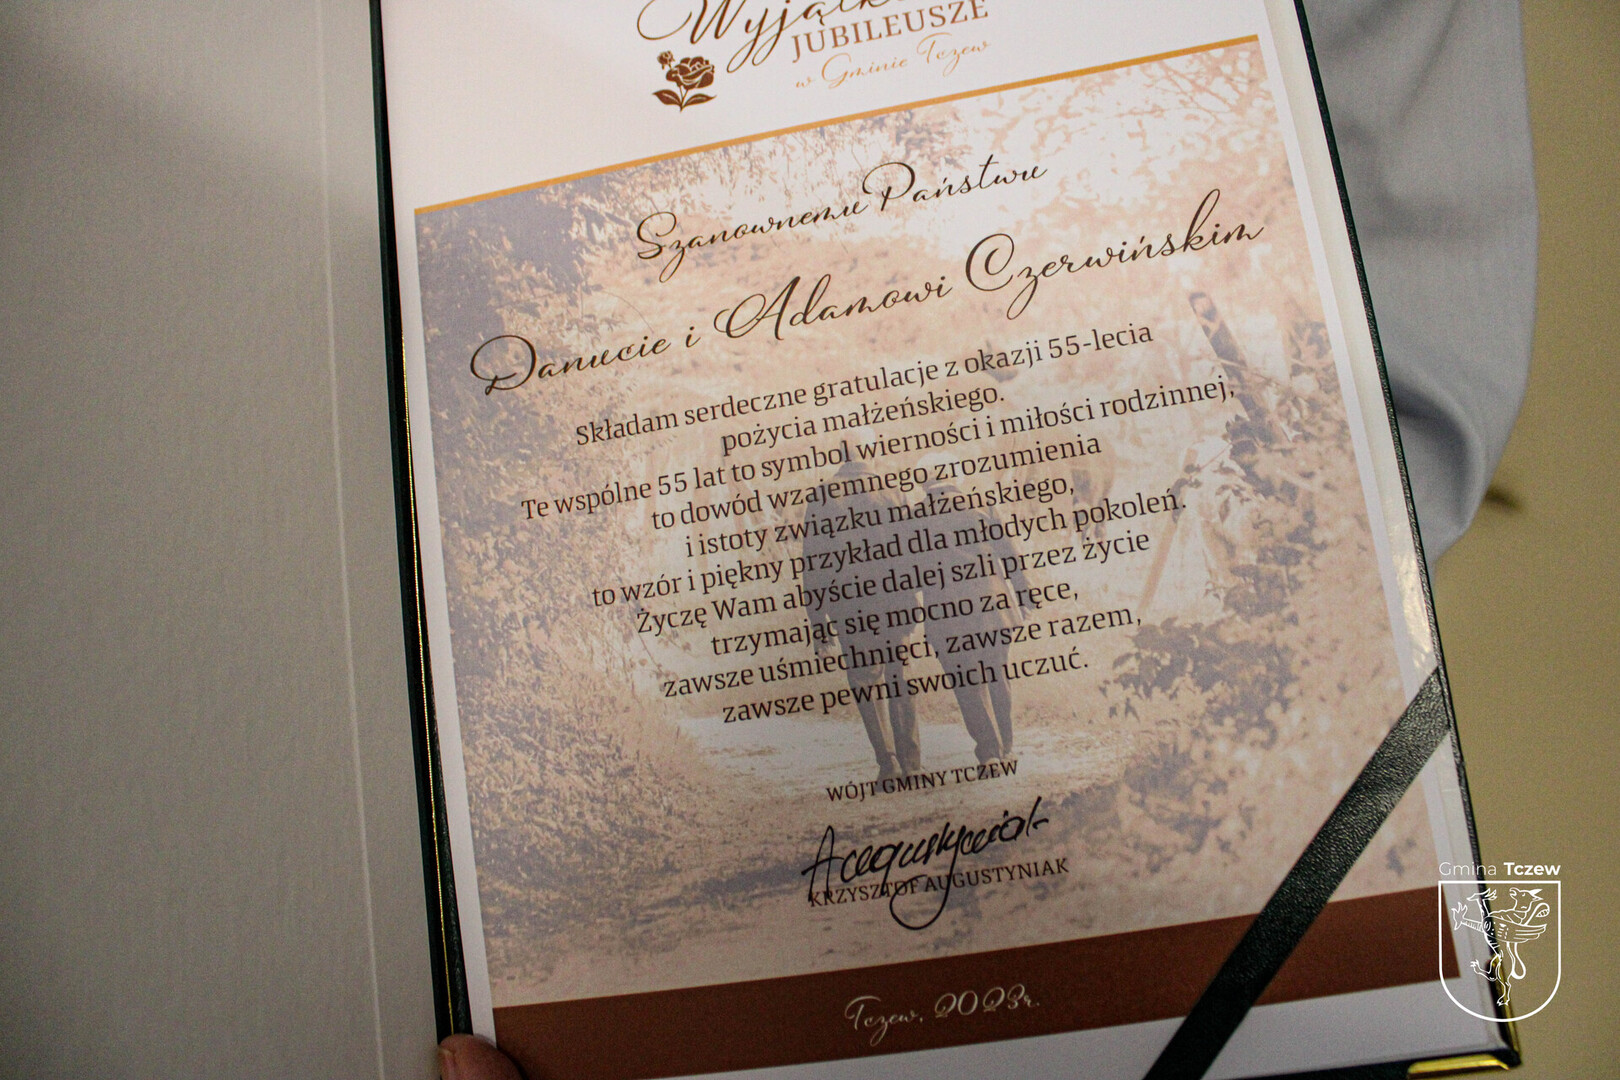 JUBILEUSZE
w Gminie Tczew
Szanownemu Państwu
Danucie i Adamowi Czerwińskim
Składam serdeczne gratulacje z okazji 55-lecia
pożycia małżeńskiego.
Te wspólne 55 lat to symbol wierności i miłości rodzinnej,
to dowód wzajemnego zrozumienia
i istoty związku małżeńskiego,
to wzór i piękny przykład dla młodych pokoleń.
Życzę Wam abyście dalej szli przez życie
trzymając się mocno za ręce,
zawsze uśmiechnięci, zawsze razem,
zawsze pewni swoich uczuć.
WÓJT GMINY TCZEW
Augustyniak
KRZYSZTOF AUGUSTYNIAK
Tczew, 2023r.
Gmina Tczew